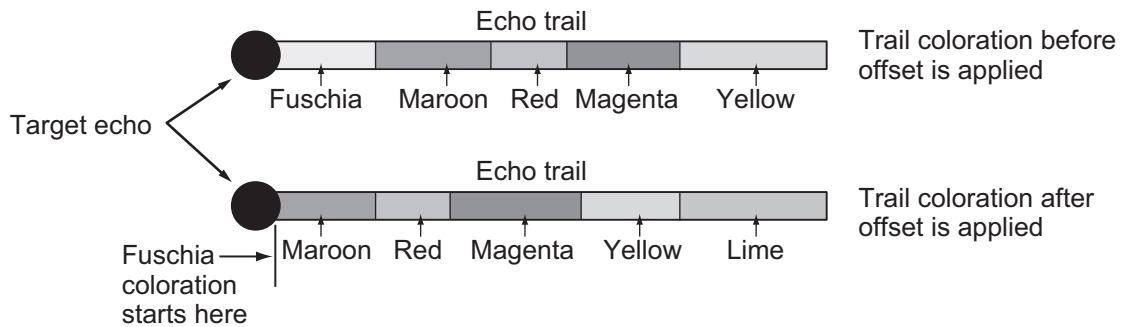 Echo trail
Trail coloration before
offset is applied
Fuschia Maroon Red Magenta Yellow
Target echo
Echo trail
Trail coloration after
offset is applied
Maroon Red Magenta Yellow Lime
Fuschia
coloration
starts here